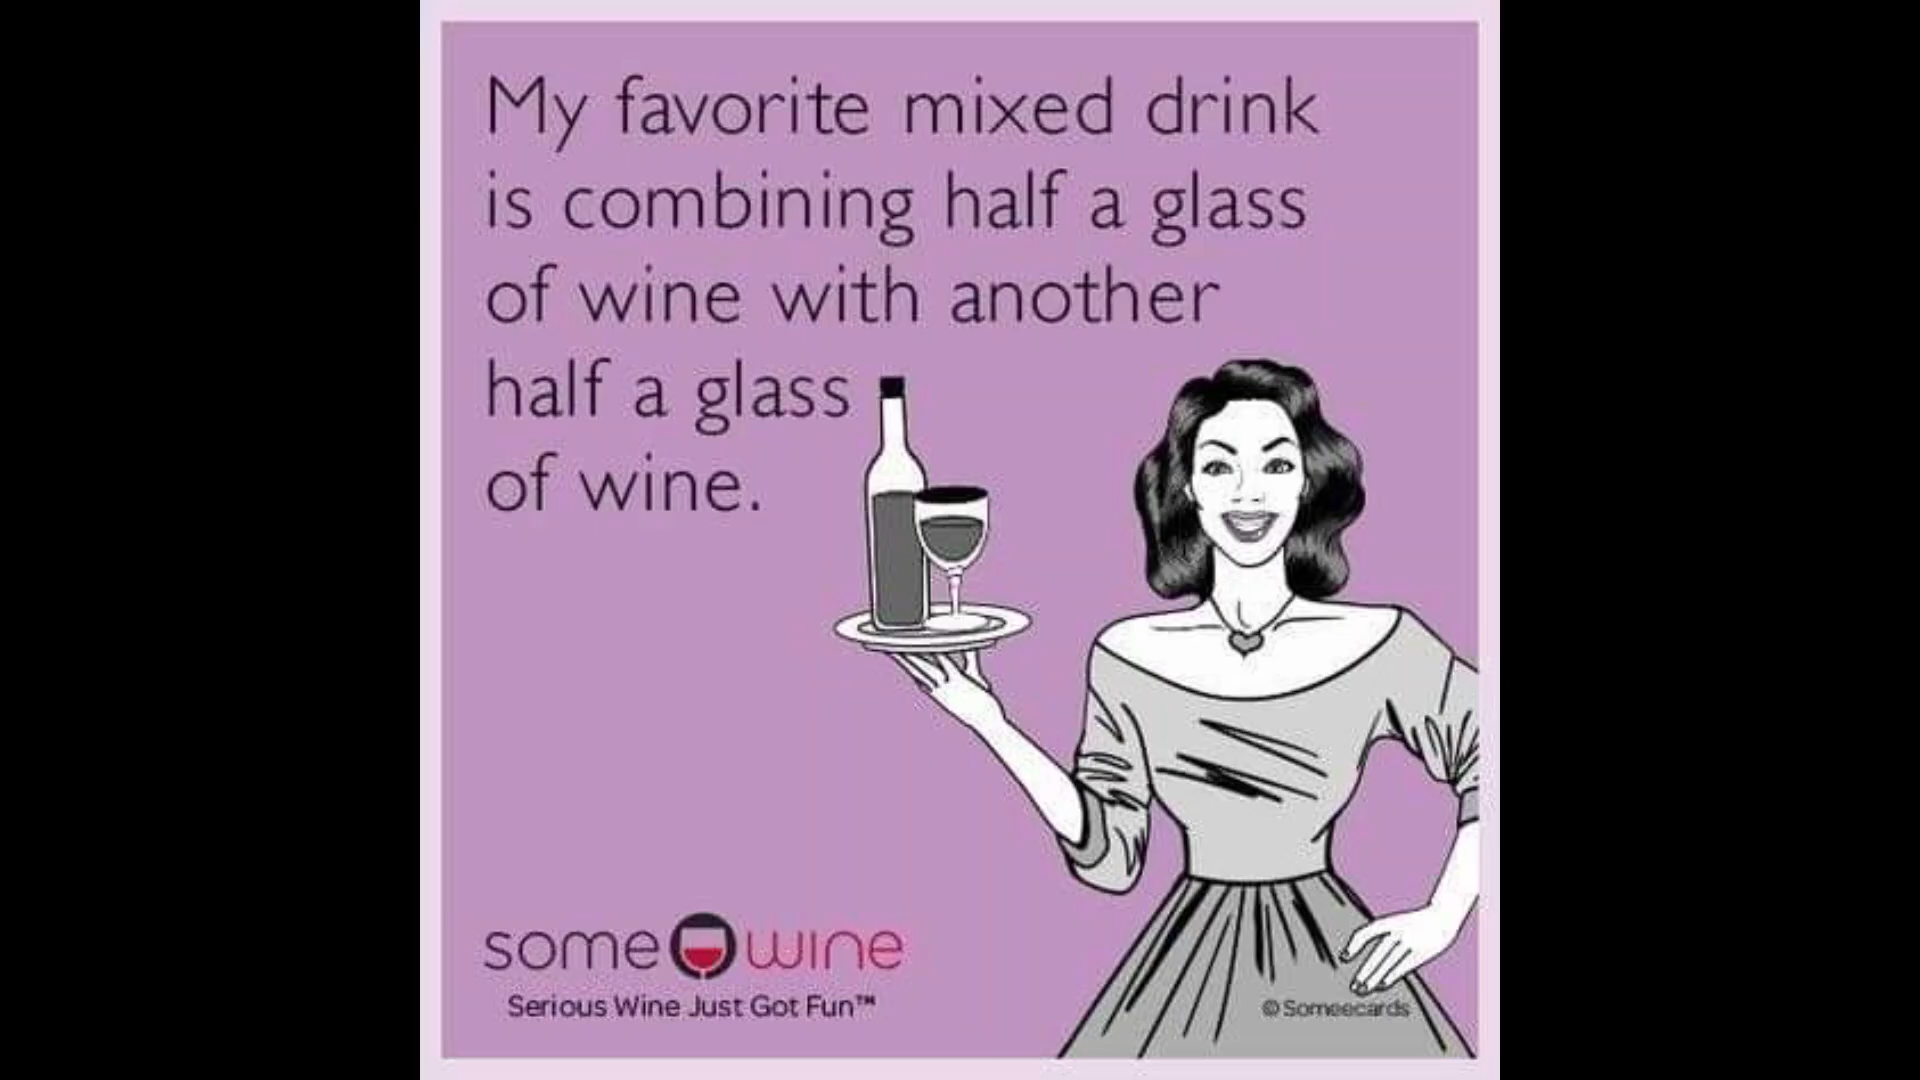 My favorite mixed drink
is combining half a glass
of wine with another
half a glass
of wine.
some wine
Serious Wine Just Got Fun™
© Someecards